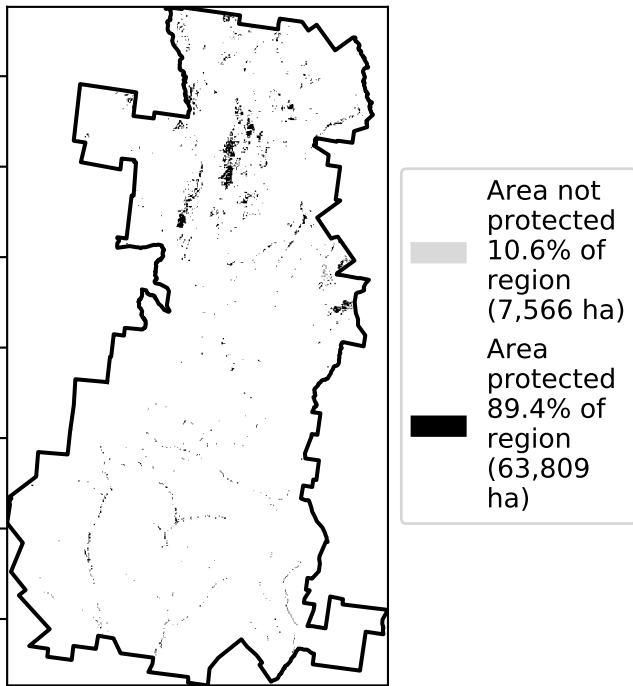 Area not
protected
10.6% of
region
(7,566 ha)
Area
protected
89.4% of
region
(63,809
ha)